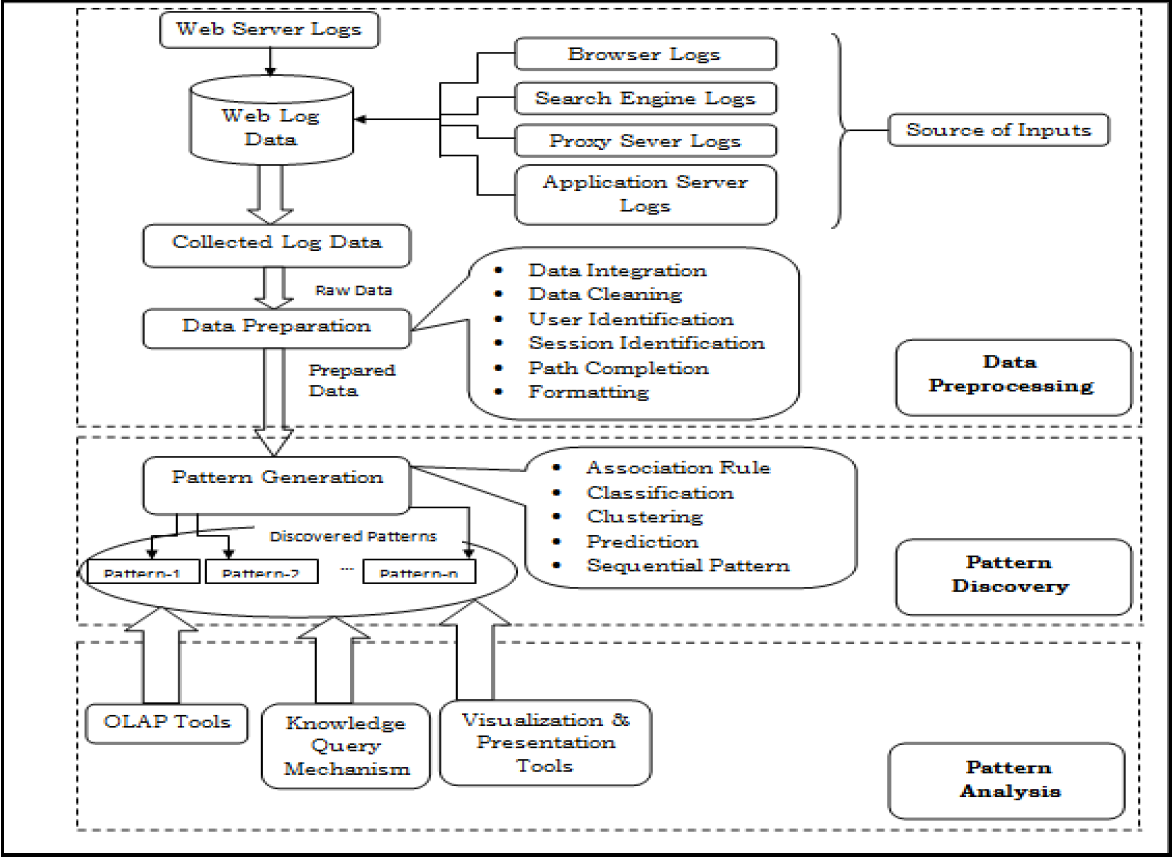 Web Server Logs
Web Log
Data
Browser Logs
Search Engine Logs
Proxy Sever Logs
Application Server
Logs
Source of Inputs
Collected Log Data
Raw Data
Data Preparation
• Data Integration
• Data Cleaning
• User Identification
• Session Identification
• Path Completion
• Formatting
Prepared
Data
Data
Preprocessing
Pattern Generation
• Association Rule
• Classification
• Clustering
• Prediction
• Sequential Pattern
Discovered Patterns
Pattern-1
Pattern-2
...
Pattern-n
Pattern
Discovery
OLAP Tools
Knowledge
Query
Mechanism
Visualization &
Presentation
Tools
Pattern
Analysis